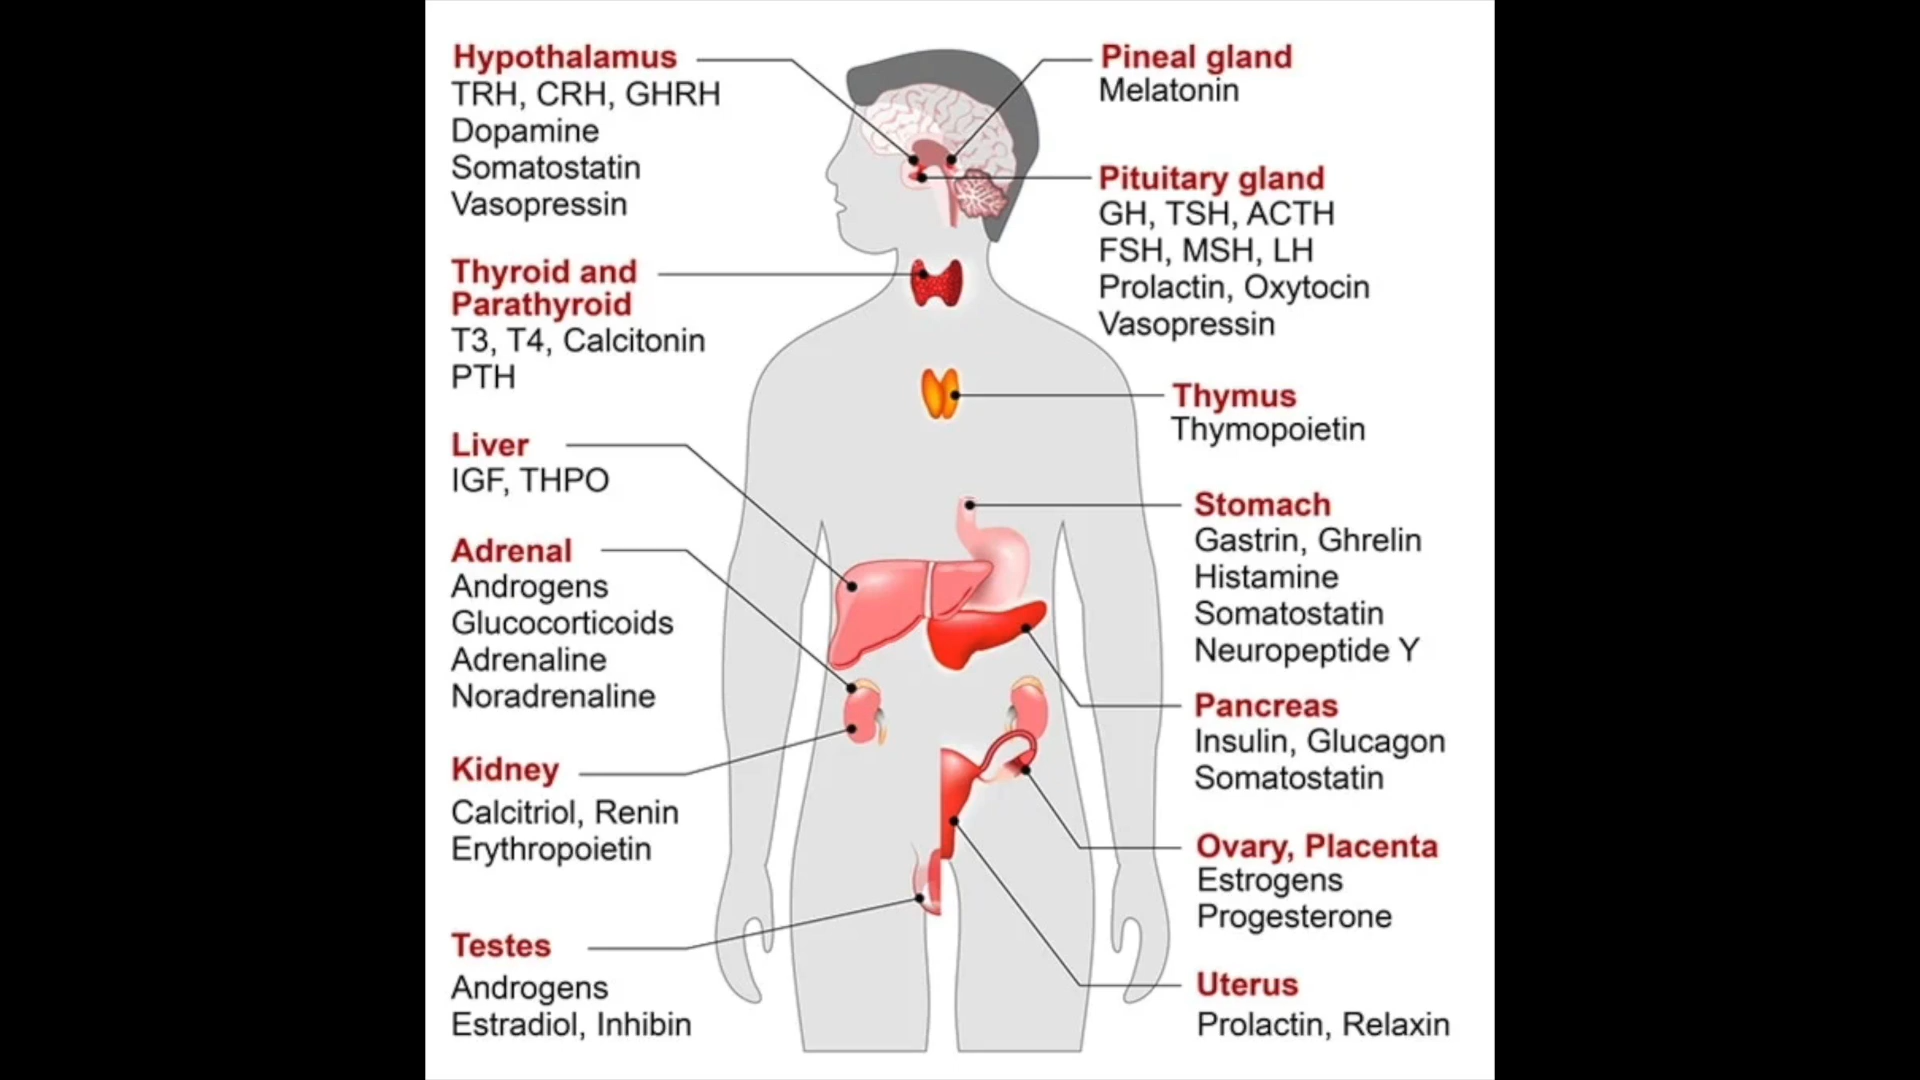 Hypothalamus
TRH, CRH, GHRH
Dopamine
Somatostatin
Vasopressin
Thyroid and
Parathyroid
T3, T4, Calcitonin
PTH
Liver
IGF, THPO
Adrenal
Androgens
Glucocorticoids
Adrenaline
Noradrenaline
Kidney
Calcitriol, Renin
Erythropoietin
Testes
Androgens
Estradiol, Inhibin
Pineal gland
Melatonin
Pituitary gland
GH, TSH, ACTH
FSH, MSH, LH
Prolactin, Oxytocin
Vasopressin
Thymus
Thymopoietin
Stomach
Gastrin, Ghrelin
Histamine
Somatostatin
Neuropeptide Y
Pancreas
Insulin, Glucagon
Somatostatin
Ovary, Placenta
Estrogens
Progesterone
Uterus
Prolactin, Relaxin